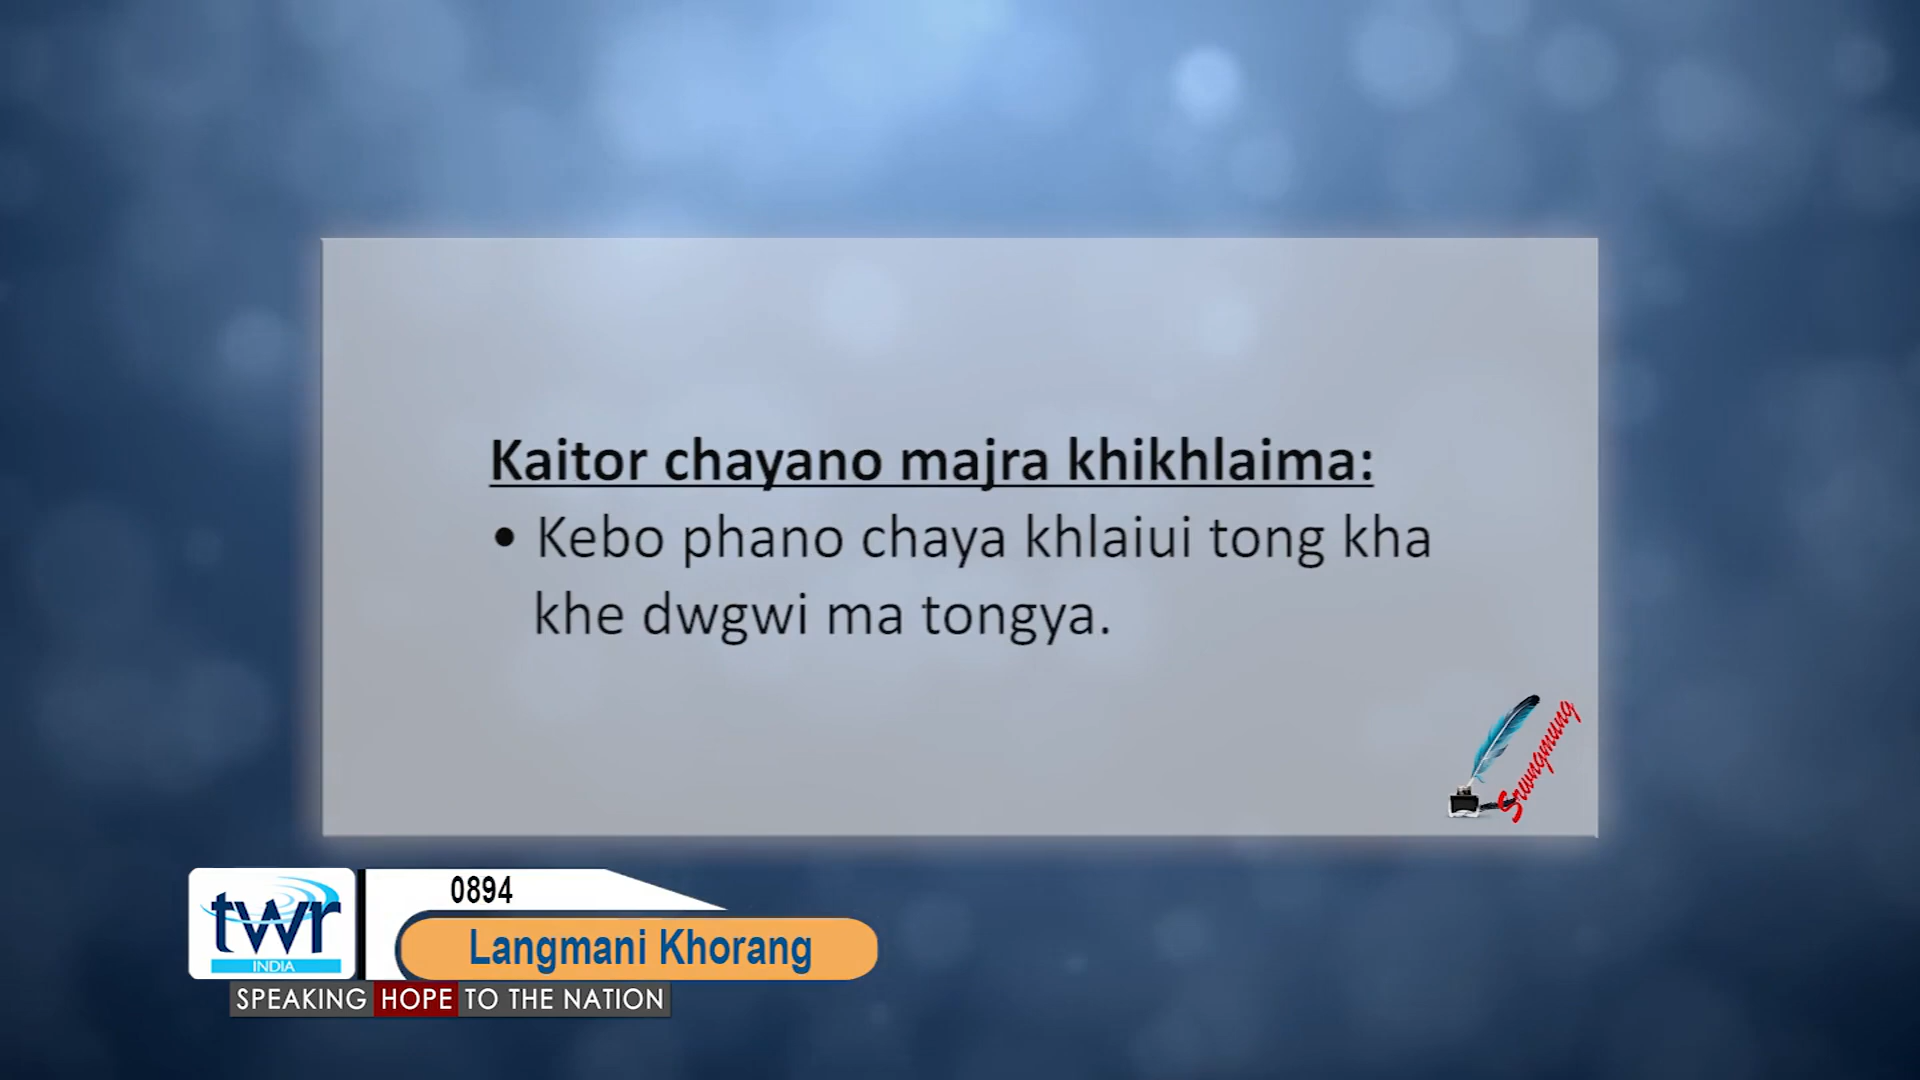 Kaitor chayano majra khikhlaima:
• Kebo phano chaya khlaiui tong kha
khe dwgwi ma tongya.
Srungmung
twr
INDIA
0894
Langmani Khorang
SPEAKING HOPE TO THE NATION